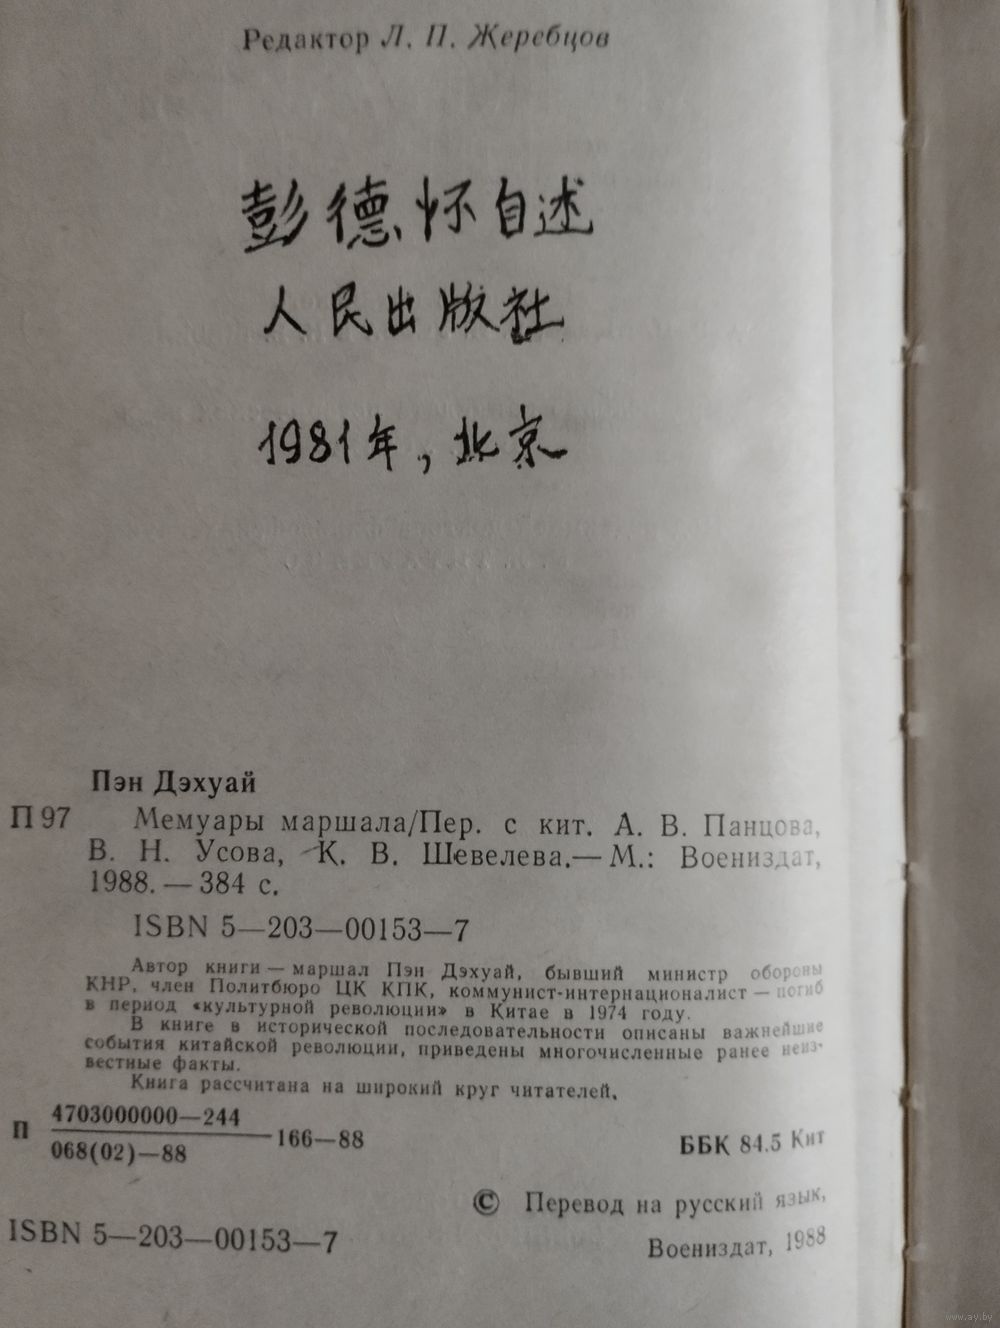 Редактор Л. П. Жеребцов
彭德怀自述
人民出版社
1981年, 北京
Пэн Дэхуай
П 97 Мемуары маршала/Пер. с кит. А. В. Панцова,
В. Н. Усова, К. В. Шевелева.— М.: Воениздат,
1988. — 384 с.
ISBN 5—203—00153—7
Автор книги — маршал Пэн Дэхуай, бывший министр обороны
КНР, член Политбюро ЦК КПК, коммунист-интернационалист — погиб
в период «культурной революции» в Китае в 1974 году.
В книге в исторической последовательности описаны важнейшие
события китайской революции, приведены многочисленные ранее неиз-
вестные факты.
Книга рассчитана на широкий круг читателей.
4703000000—244
П 166—88
068(02)—88
ББК 84.5 Кит
© Перевод на русский язык,
ISBN 5—203—00153—7
Воениздат, 1988
www.ay.by